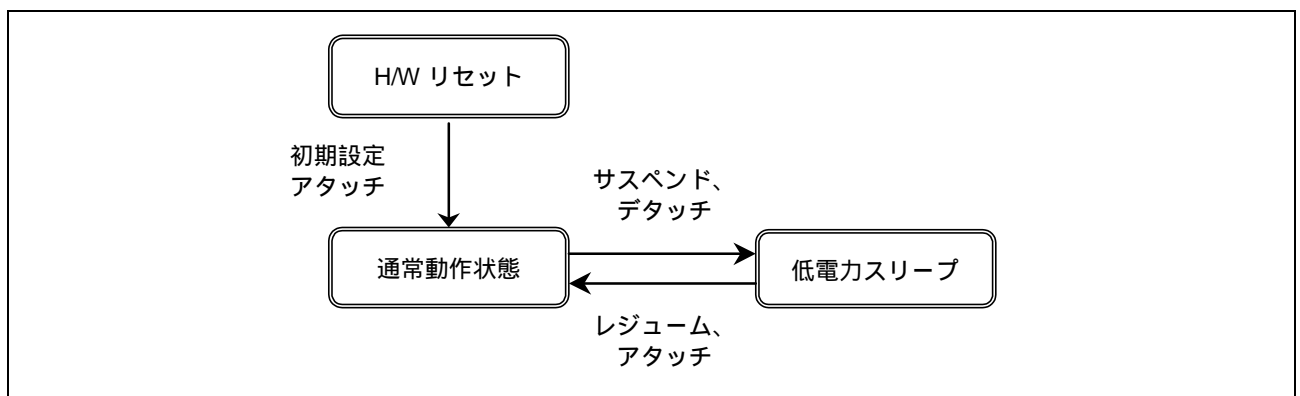 H/W リセット
初期設定
アタッチ
サスペンド、
デタッチ
通常動作状態
低電力スリープ
レジューム、
アタッチ